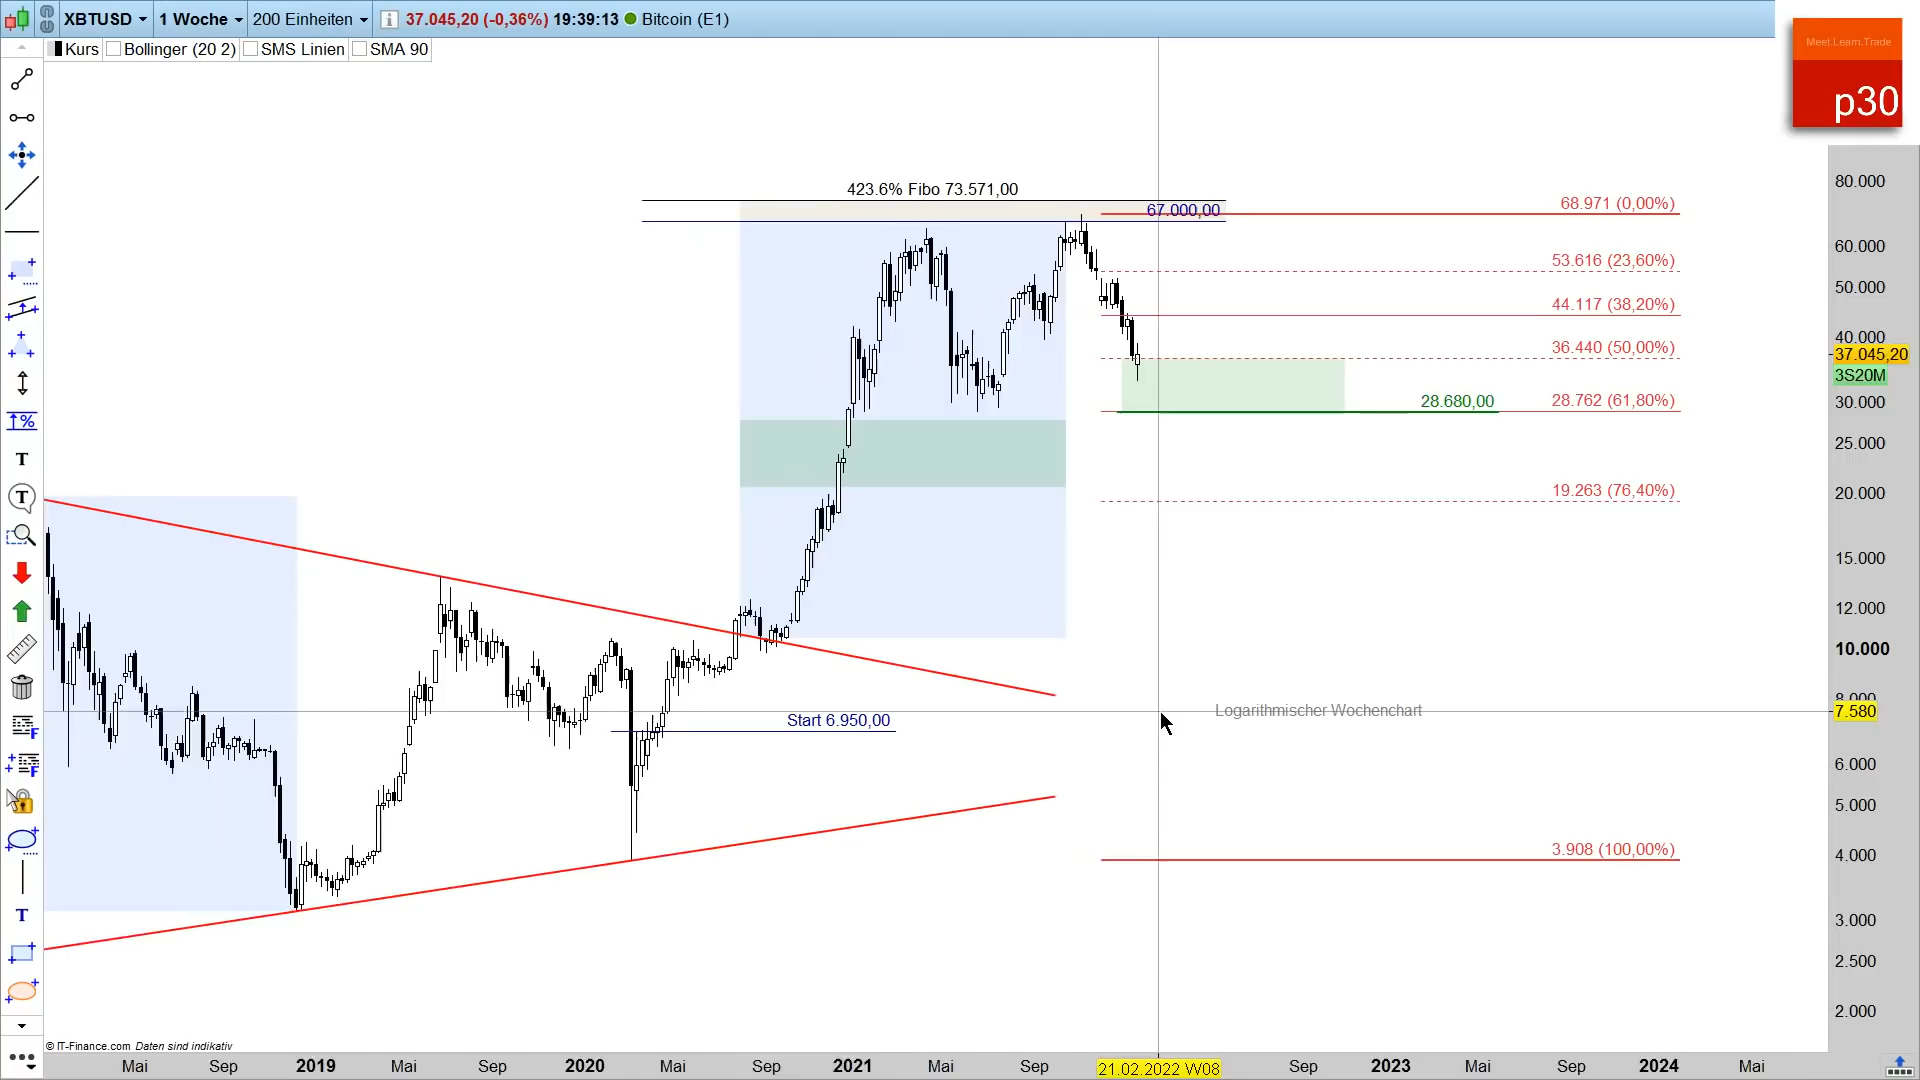 XBTUSD 1 Woche 200 Einheiten 37.045,20 (-0,36%) 19:39:13 Bitcoin (E1)
Kurs Bollinger (20 2) SMS Linien SMA 90
Meet.Learn.Trade
p30
423.6% Fibo 73.571,00
67.000,00
68.971 (0,00%)
53.616 (23,60%)
44.117 (38,20%)
36.440 (50,00%)
28.680,00
28.762 (61,80%)
19.263 (76,40%)
Start 6.950,00
Logarithmischer Wochenchart
3.908 (100,00%)
80.000
60.000
50.000
40.000
37.045,20
3S20M
30.000
25.000
20.000
15.000
12.000
10.000
8.000
7.580
6.000
5.000
4.000
3.000
2.500
2.000
© IT-Finance.com Daten sind indikativ
Mai Sep 2019 Mai Sep 2020 Mai Sep 2021 Mai Sep 21.02.2022 W08 Sep 2023 Mai Sep 2024 Mai
%
T
T
F
F
T